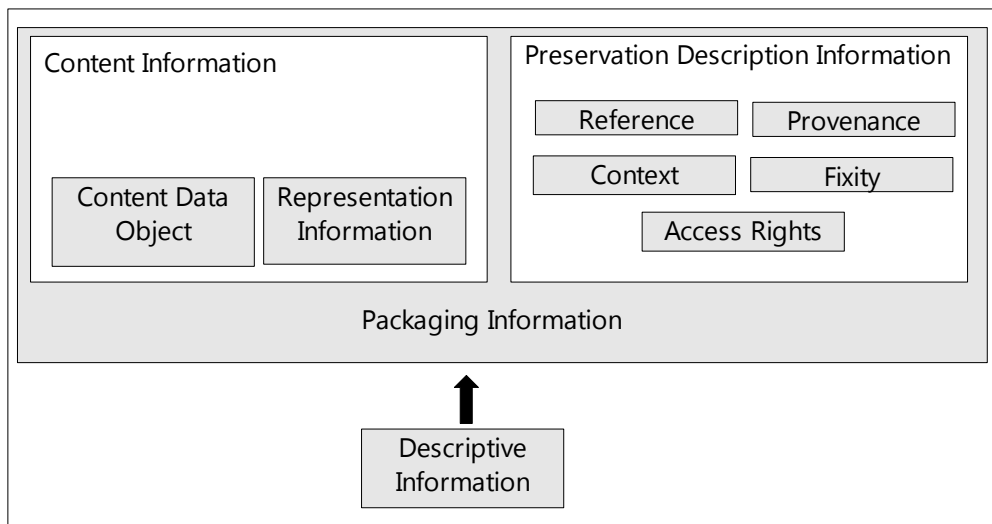 Content Information
Content Data
Object
Representation
Information
Preservation Description Information
Reference
Provenance
Context
Fixity
Access Rights
Packaging Information
Descriptive
Information